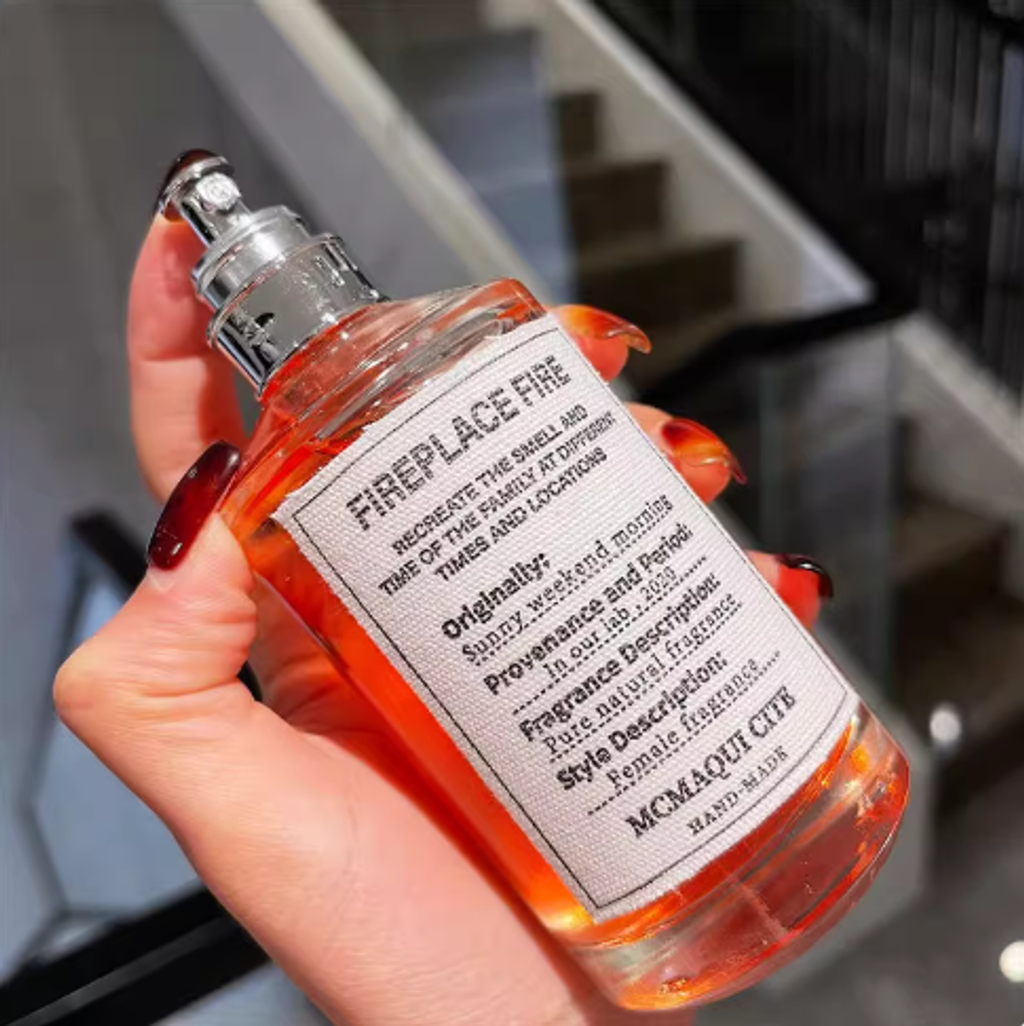 FIREPLACE FIRE
RECREATE THE SMELL AND
TIME OF THE FAMILY AT DIFFERENT
TIMES AND LOCATIONS
Originally:
Sunny weekend morning
Provenance and Period:
In our lab, 2020
Fragrance Description:
Pure natural fragrance
Style Description:
Female fragrance
MCMAQUI CITE
HAND-MADE